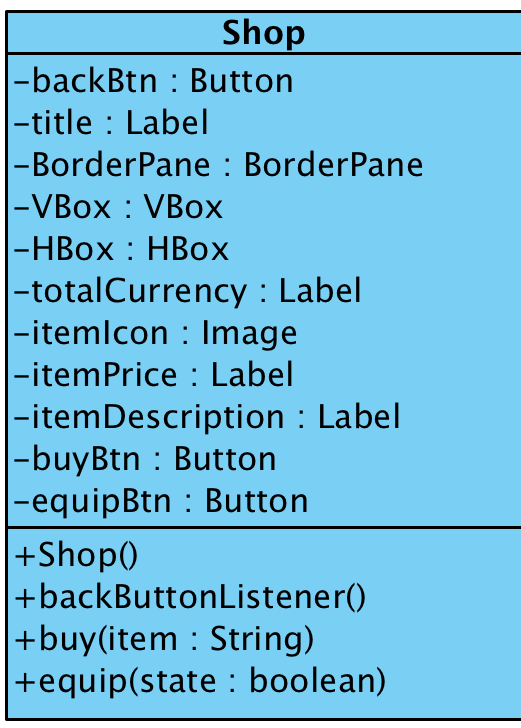 Shop
-backBtn : Button
-title : Label
-BorderPane : BorderPane
-VBox : VBox
-HBox : HBox
-totalCurrency : Label
-itemIcon : Image
-itemPrice : Label
-itemDescription : Label
-buyBtn : Button
-equipBtn : Button
+Shop()
+backButtonListener()
+buy(item : String)
+equip(state : boolean)